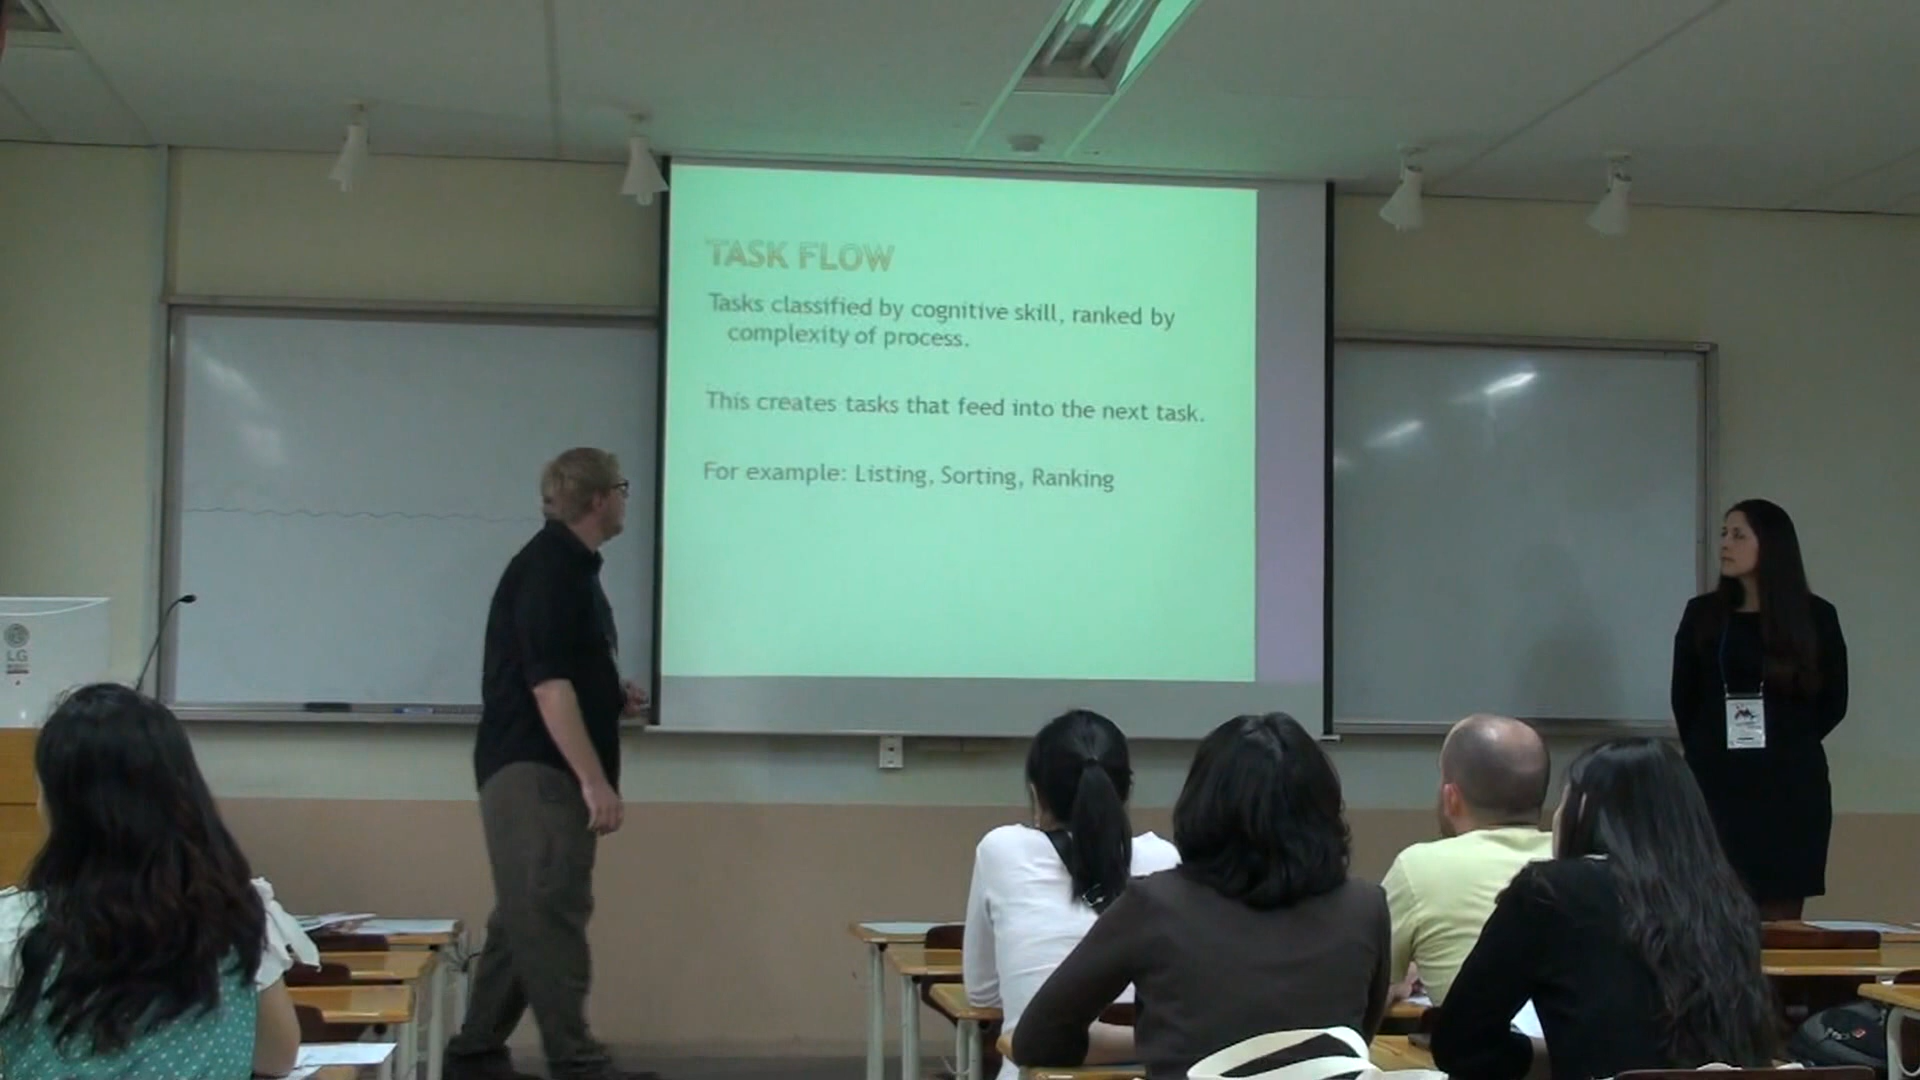 TASK FLOW
Tasks classified by cognitive skill, ranked by
complexity of process.
This creates tasks that feed into the next task.
For example: Listing, Sorting, Ranking
LG